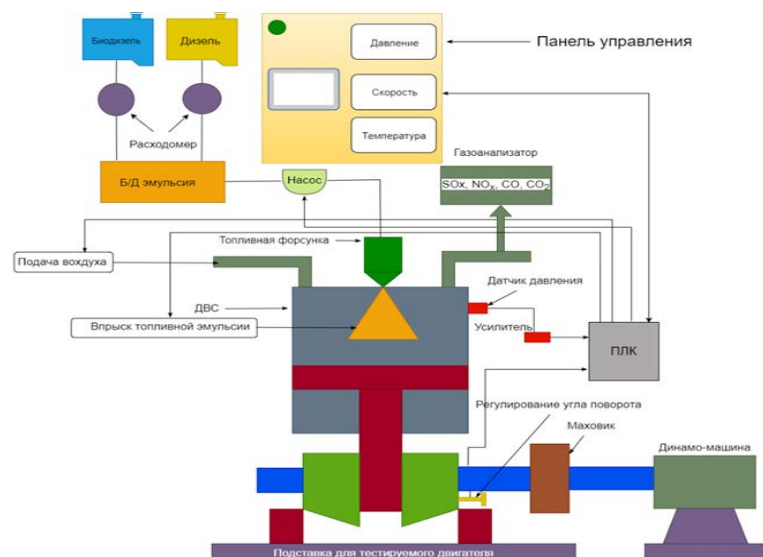 Биодизель
Дизель
Давление
Панель управления
Скорость
Температура
Расходомер
Газоанализатор
Б/Д эмульсия
Насос
SOx, NOx, CO, CO2
Топливная форсунка
Подача вохдуха
Датчик давления
ДВС
Усилитель
Впрыск топливной эмульсии
ПЛК
Регулирование угла поворота
Маховик
Динамо-машина
Подставка для тестируемого двигателя